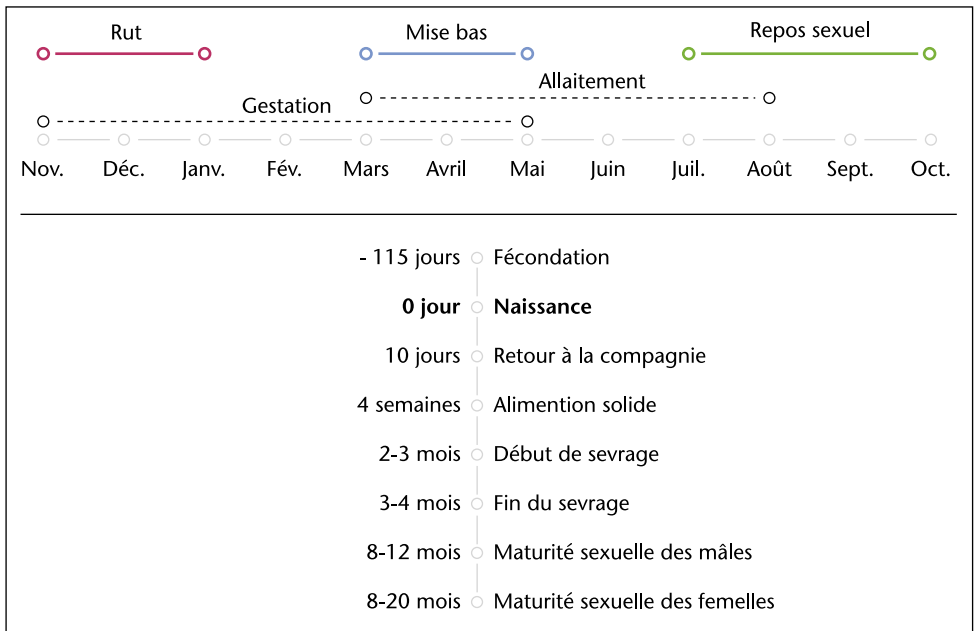 Rut Mise bas Repos sexuel
Allaitement
Gestation
Nov. Déc. Janv. Fév. Mars Avril Mai Juin Juil. Août Sept. Oct.
- 115 jours Fécondation
0 jour Naissance
10 jours Retour à la compagnie
4 semaines Alimention solide
2-3 mois Début de sevrage
3-4 mois Fin du sevrage
8-12 mois Maturité sexuelle des mâles
8-20 mois Maturité sexuelle des femelles